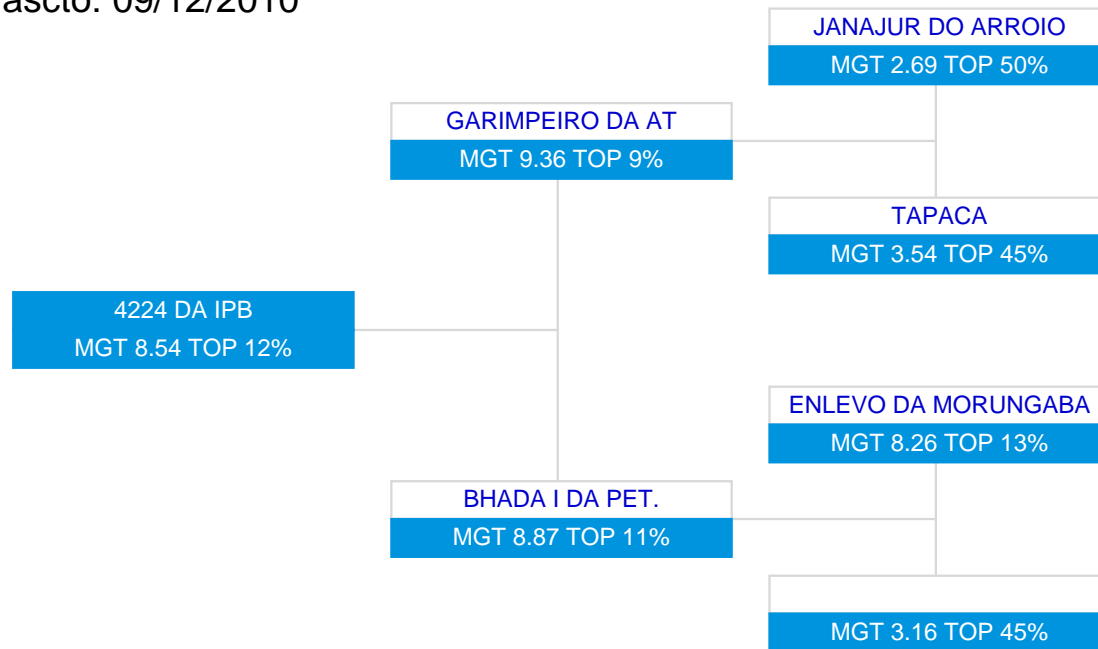 ascto: 09/12/2010
JANAJUR DO ARROIO
MGT 2.69 TOP 50%
GARIMPEIRO DA AT
MGT 9.36 TOP 9%
TAPACA
MGT 3.54 TOP 45%
4224 DA IPB
MGT 8.54 TOP 12%
ENLEVO DA MORUNGABA
MGT 8.26 TOP 13%
BHADA I DA PET.
MGT 8.87 TOP 11%
MGT 3.16 TOP 45%